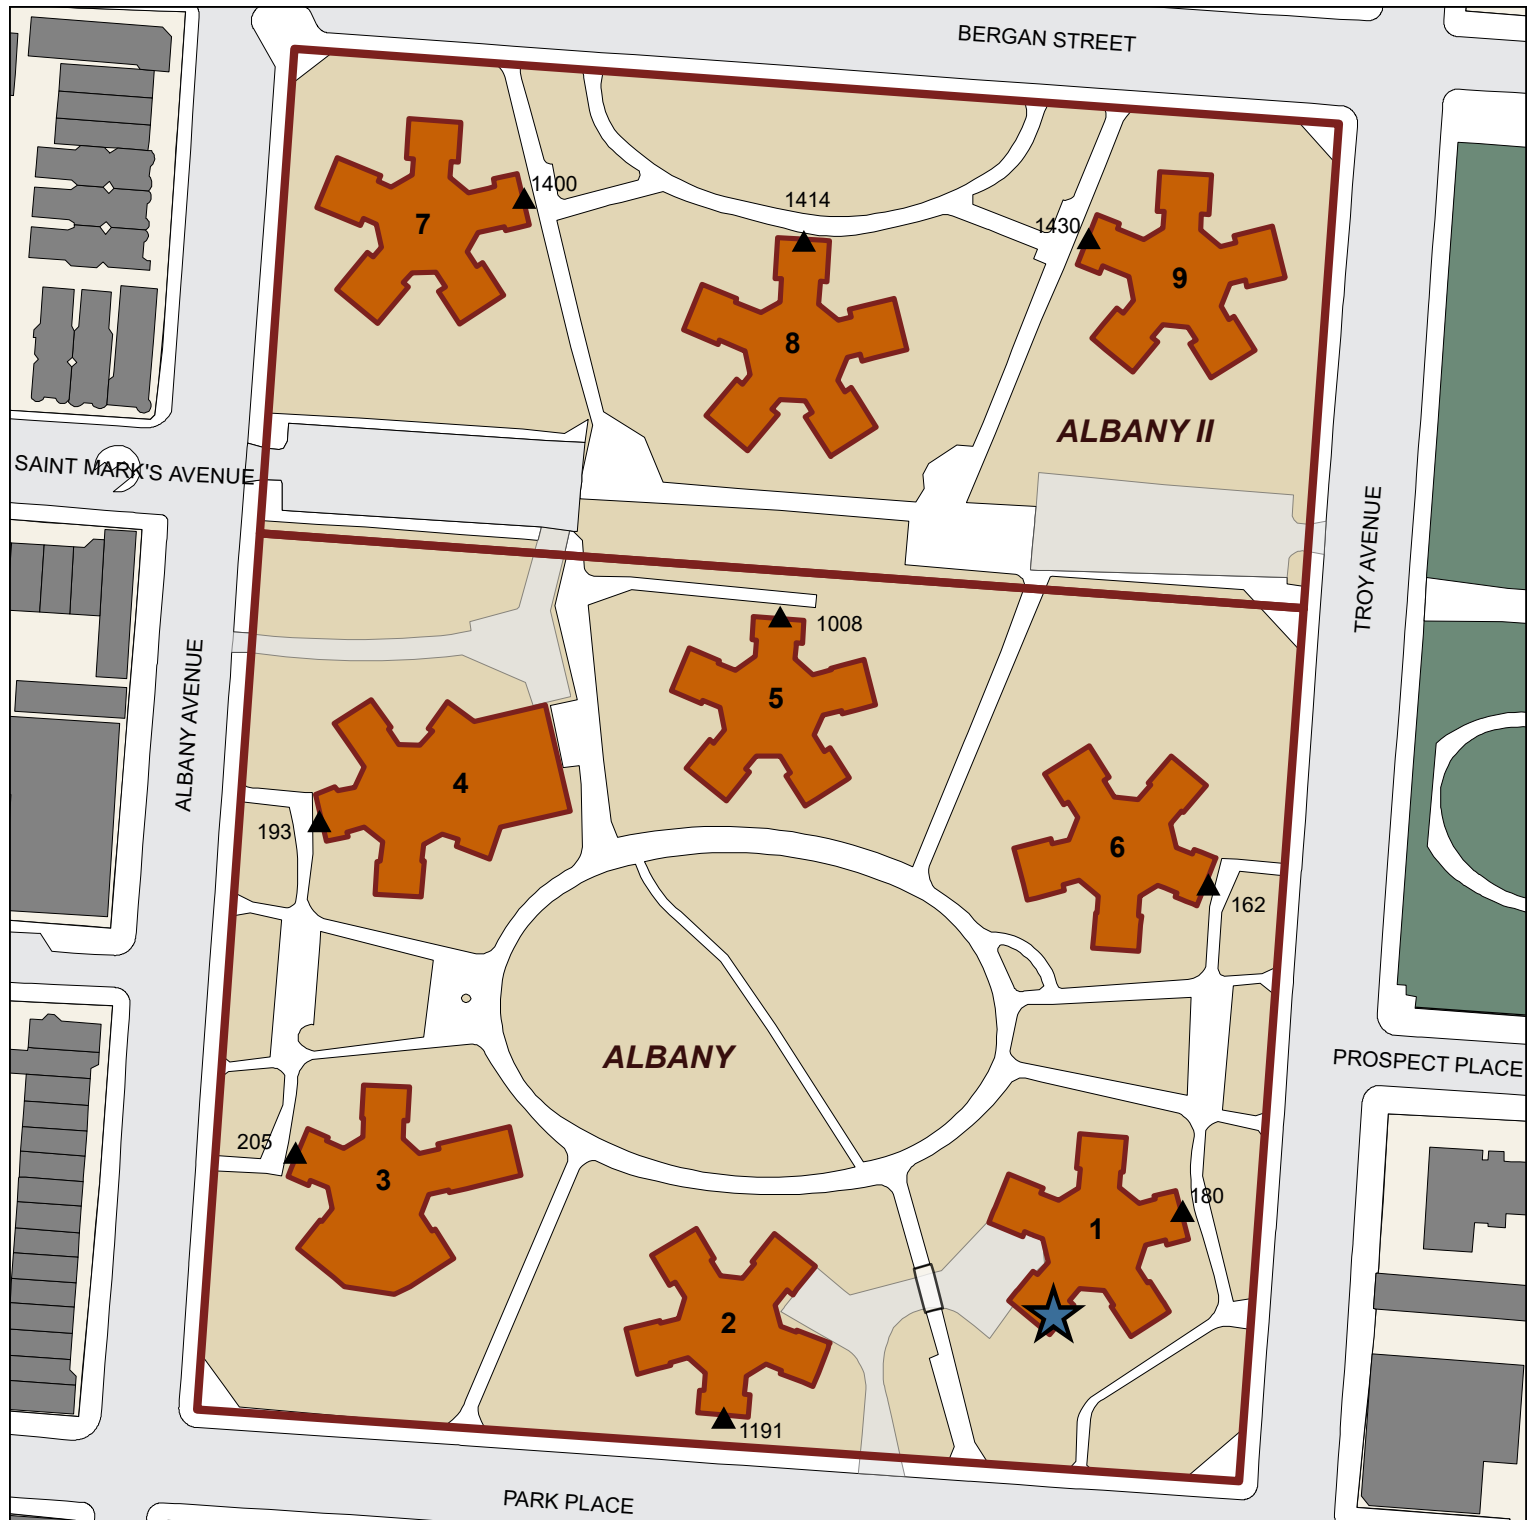 BERGAN STREET
1400
7
1414
1430
9
8
ALBANY II
SAINT MARK'S AVENUE
TROY AVENUE
1008
5
ALBANY AVENUE
4
193
6
162
ALBANY
PROSPECT PLACE
205
3
180
1
2
1191
PARK PLACE